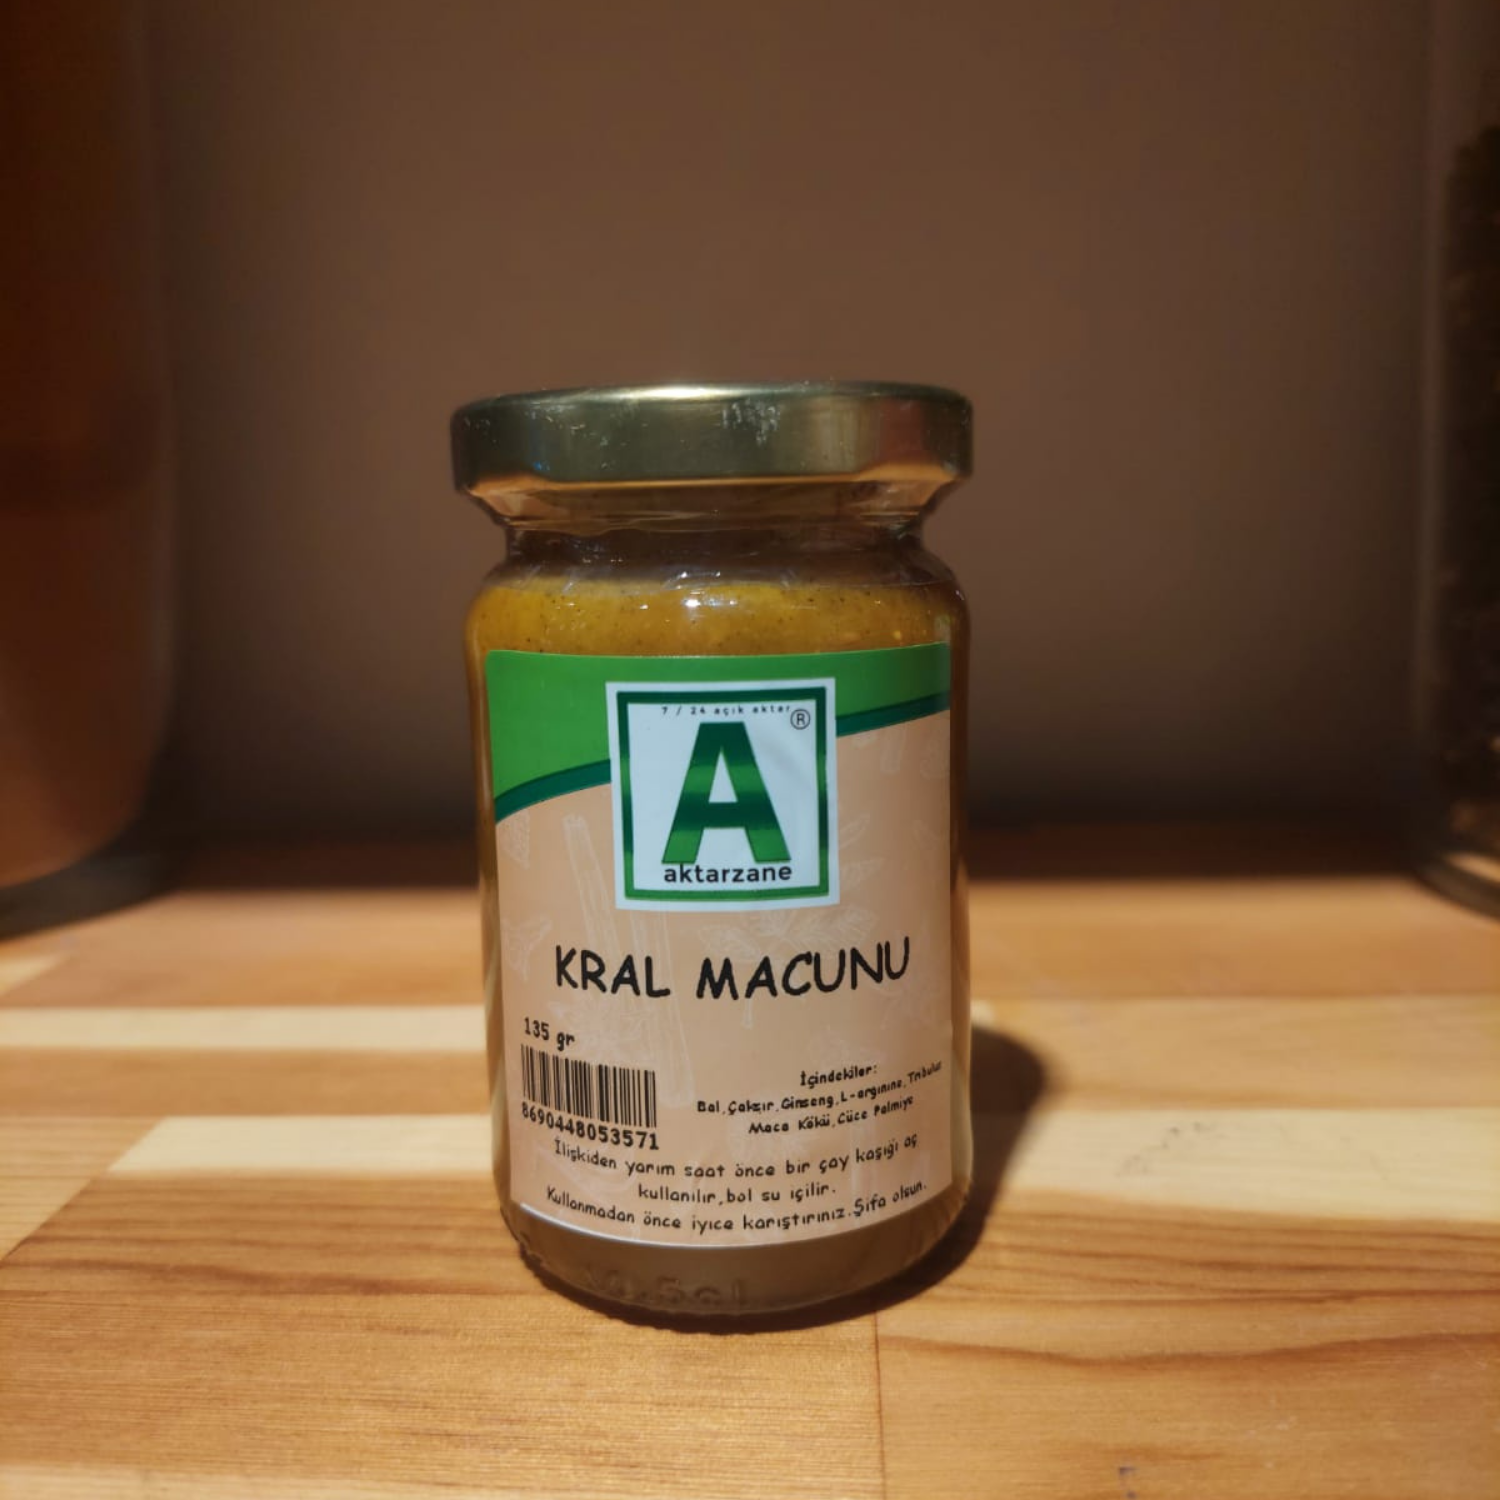 7 / 24 açık aktar
®
A
aktarzane
KRAL MACUNU
135 gr
8690448053571
İçindekiler:
Bal,Çakşır,Ginseng,L-arginine,Tribulus
Maca Kökü,Cüce Palmiye
İlişkiden yarım saat önce bir çay kaşığı aç
kullanılır,bol su içilir.
Kullanmadan önce iyice karıştırınız.Şifa olsun.